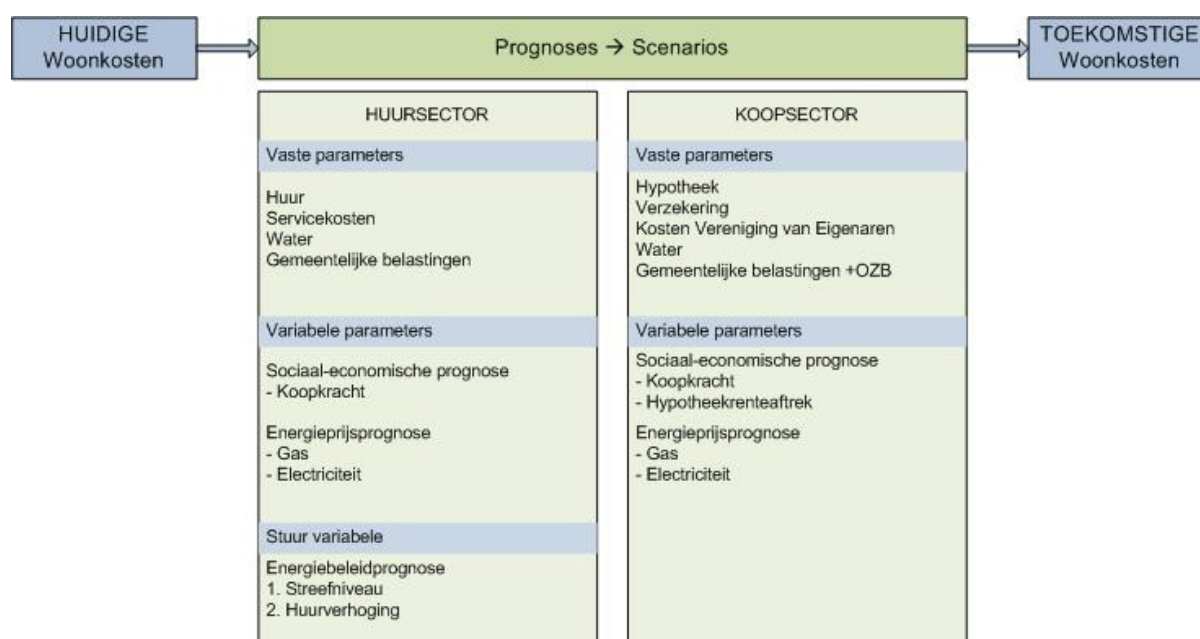 HUIDIGE
Woonkosten
Prognoses → Scenarios
TOEKOMSTIGE
Woonkosten
HUURSECTOR
Vaste parameters
Huur
Servicekosten
Water
Gemeentelijke belastingen
Variabele parameters
Sociaal-economische prognose
- Koopkracht
Energieprijsprognose
- Gas
- Electriciteit
Stuur variabele
Energiebeleidprognose
1. Streefniveau
2. Huurverhoging
KOOPSECTOR
Vaste parameters
Hypotheek
Verzekering
Kosten Vereniging van Eigenaren
Water
Gemeentelijke belastingen +OZB
Variabele parameters
Sociaal-economische prognose
- Koopkracht
- Hypotheekrenteaftrek
Energieprijsprognose
- Gas
- Electriciteit